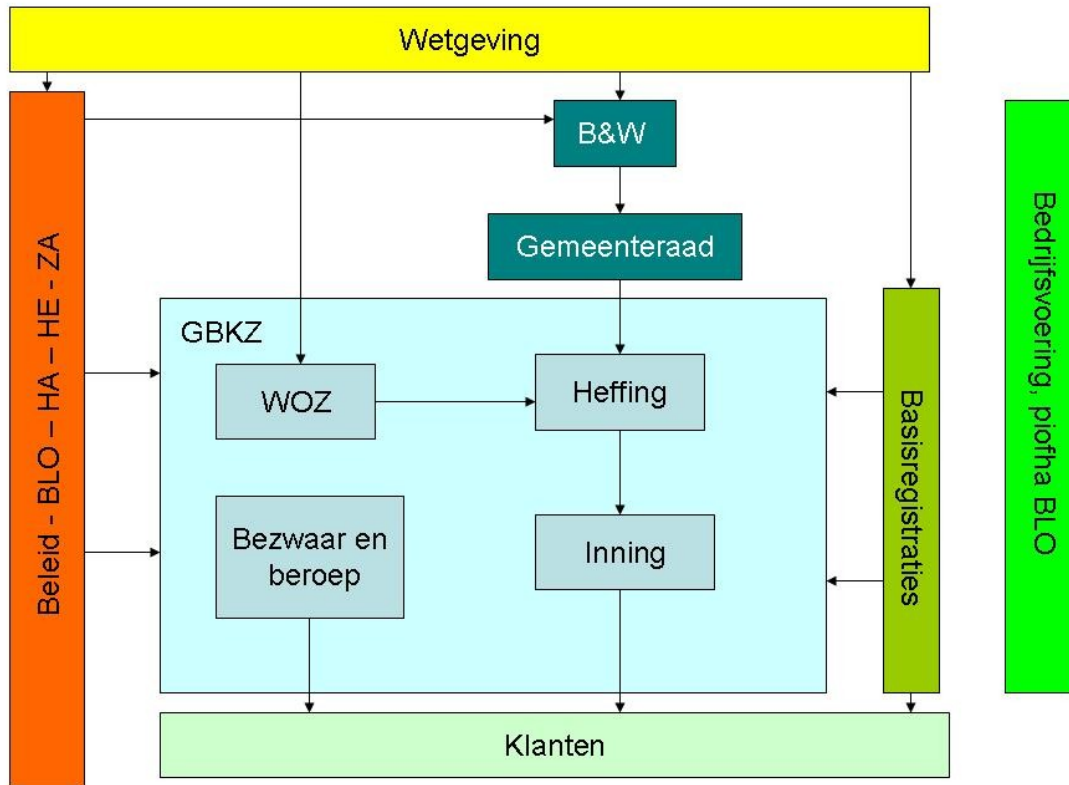 Wetgeving
B&W
Gemeenteraad
Beleid - BLO – HA – HE - ZA
GBKZ
WOZ
Heffing
Bezwaar en
beroep
Inning
Basisregistraties
Bedrijfsvoering, piofha BLO
Klanten